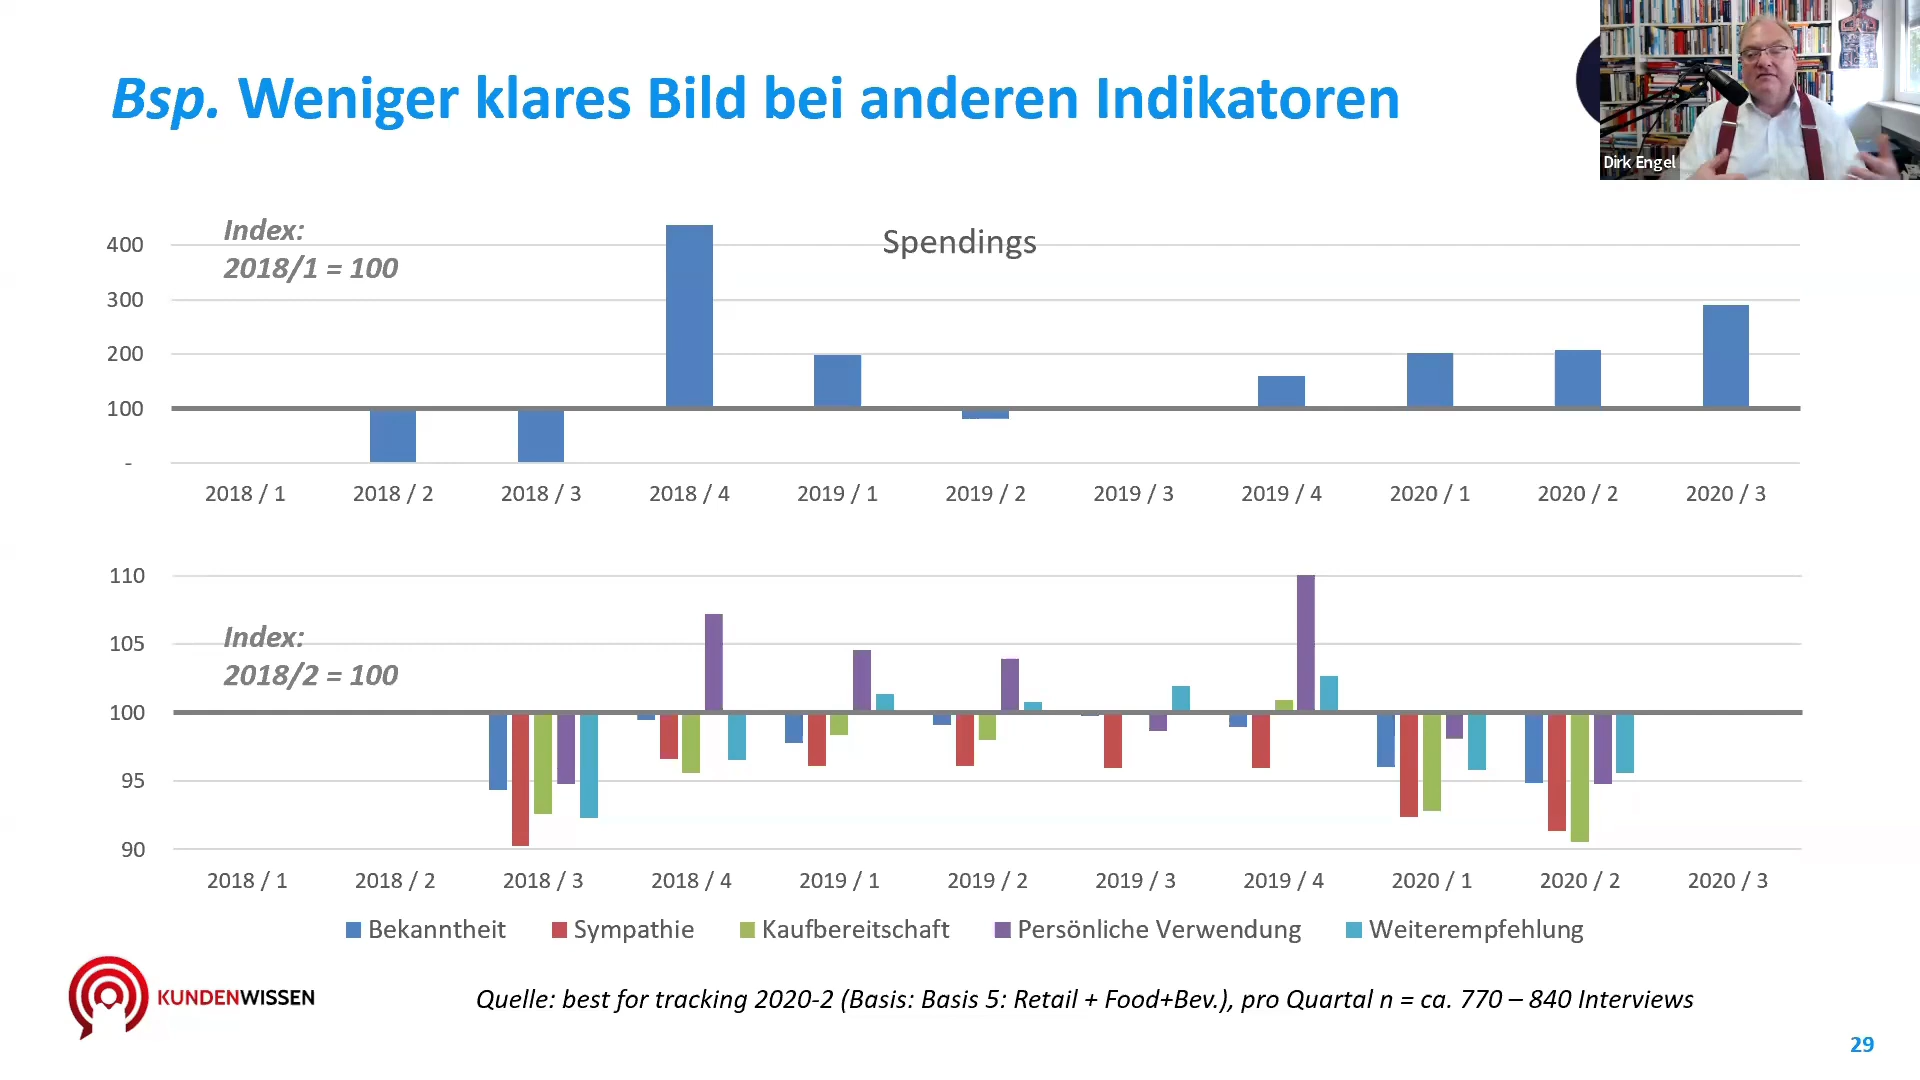 Bsp. Weniger klares Bild bei anderen Indikatoren
Dirk Engel
Spendings
Index:
2018/1 = 100
400
300
200
100
-
2018 / 1 2018 / 2 2018 / 3 2018 / 4 2019 / 1 2019 / 2 2019 / 3 2019 / 4 2020 / 1 2020 / 2 2020 / 3
Index:
2018/2 = 100
110
105
100
95
90
2018 / 1 2018 / 2 2018 / 3 2018 / 4 2019 / 1 2019 / 2 2019 / 3 2019 / 4 2020 / 1 2020 / 2 2020 / 3
Bekanntheit Sympathie Kaufbereitschaft Persönliche Verwendung Weiterempfehlung
KUNDENWISSEN
Quelle: best for tracking 2020-2 (Basis: Basis 5: Retail + Food+Bev.), pro Quartal n = ca. 770 – 840 Interviews
29